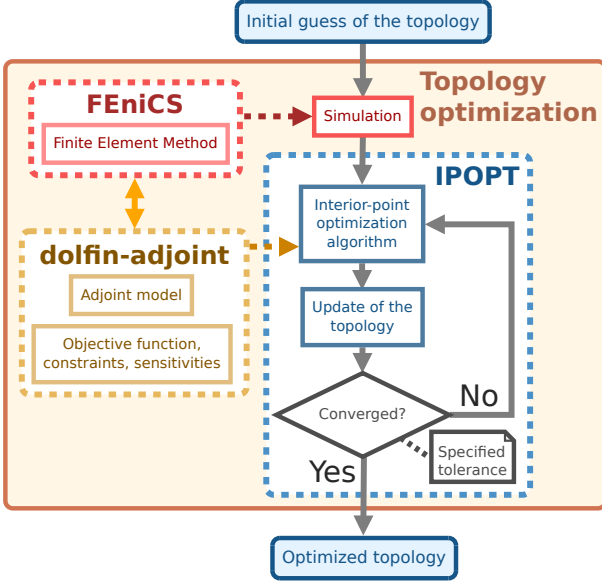 Initial guess of the topology
Topology
optimization
FEniCS
Finite Element Method
Simulation
IPOPT
Interior-point
optimization
algorithm
dolfin-adjoint
Adjoint model
Objective function,
constraints, sensitivities
Update of the
topology
Converged?
No
Yes
Specified
tolerance
Optimized topology